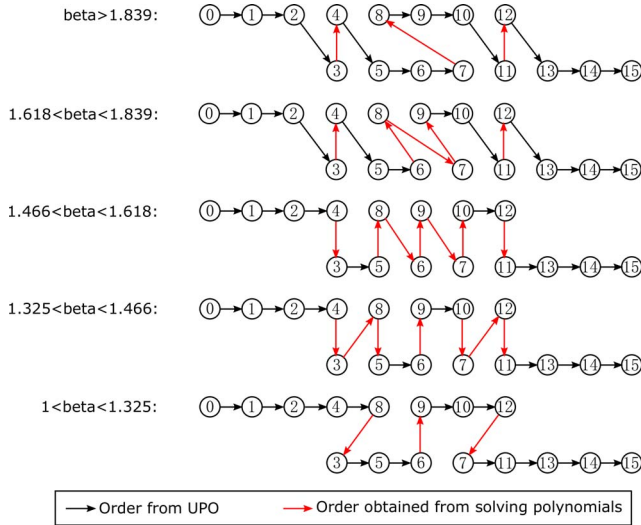 beta>1.839: 0 1 2 4 8 9 10 12
3 5 6 7 11 13 14 15
1.618<beta<1.839: 0 1 2 4 8 9 10 12
3 5 6 7 11 13 14 15
1.466<beta<1.618: 0 1 2 4 8 9 10 12
3 5 6 7 11 13 14 15
1.325<beta<1.466: 0 1 2 4 8 9 10 12
3 5 6 7 11 13 14 15
1<beta<1.325: 0 1 2 4 8 9 10 12
3 5 6 7 11 13 14 15
Order from UPO Order obtained from solving polynomials